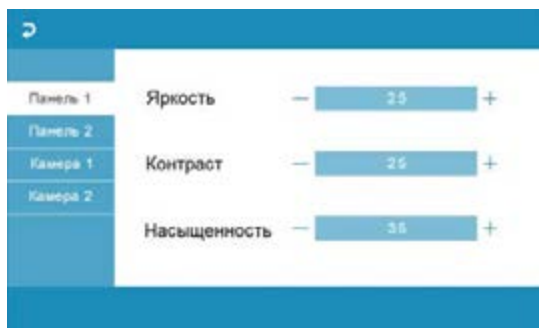 Панель 1
Панель 2
Камера 1
Камера 2
Яркость — 25 +
Контраст — 25 +
Насыщенность — 35 +